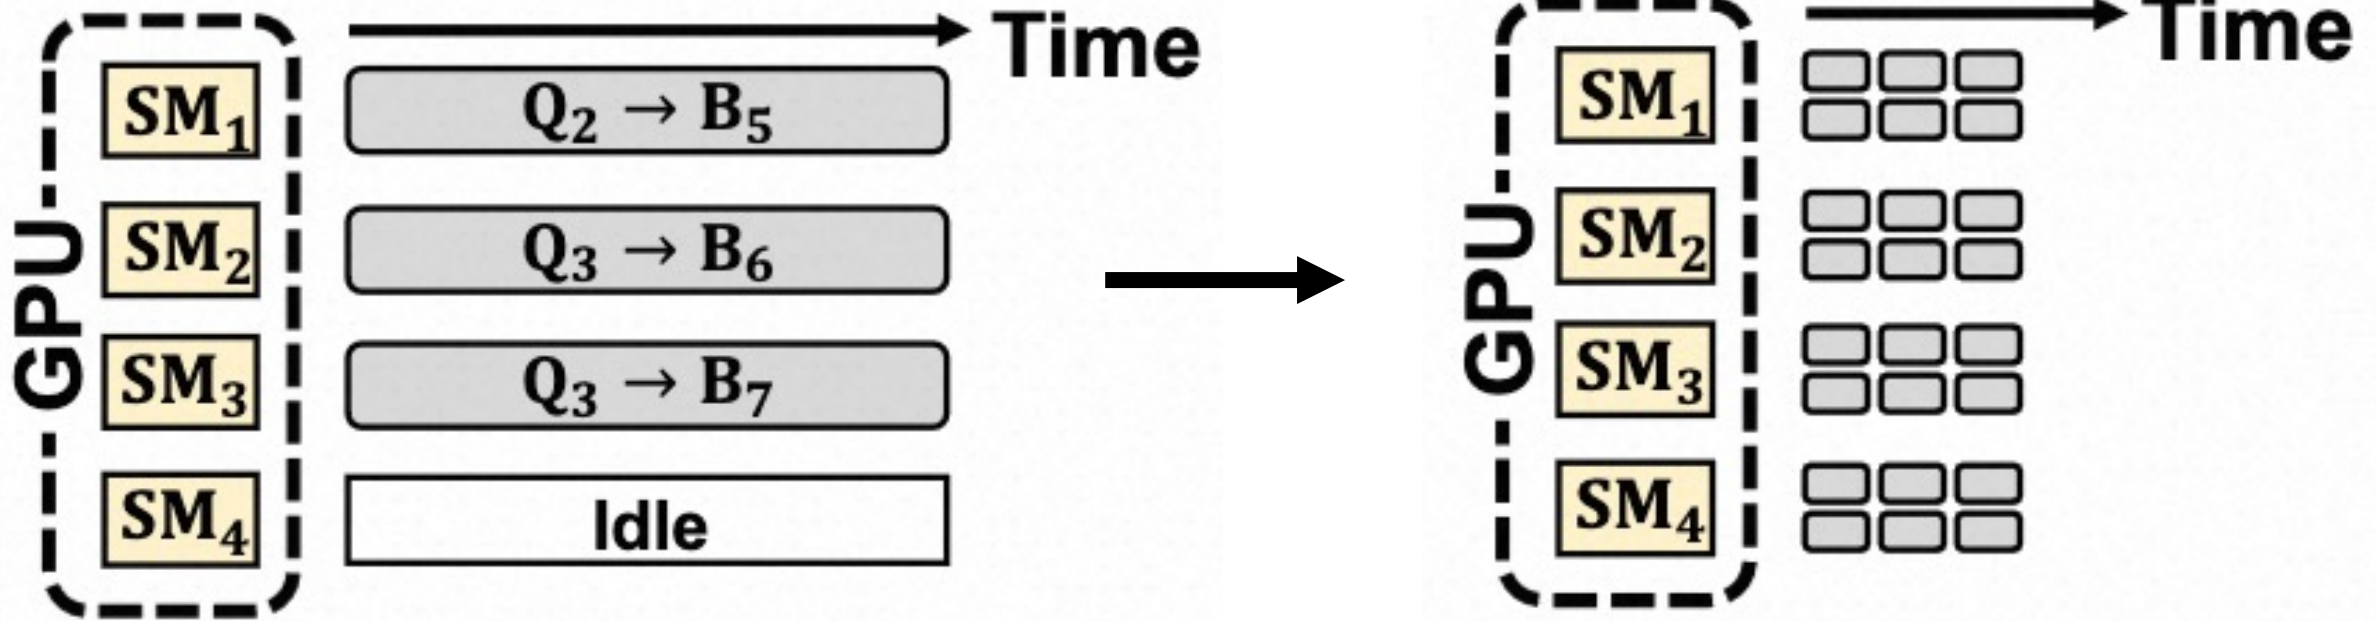 Time
GPU
SM₁
Q₂ → B₅
SM₂
Q₃ → B₆
SM₃
Q₃ → B₇
SM₄
Idle
Time
GPU
SM₁
SM₂
SM₃
SM₄